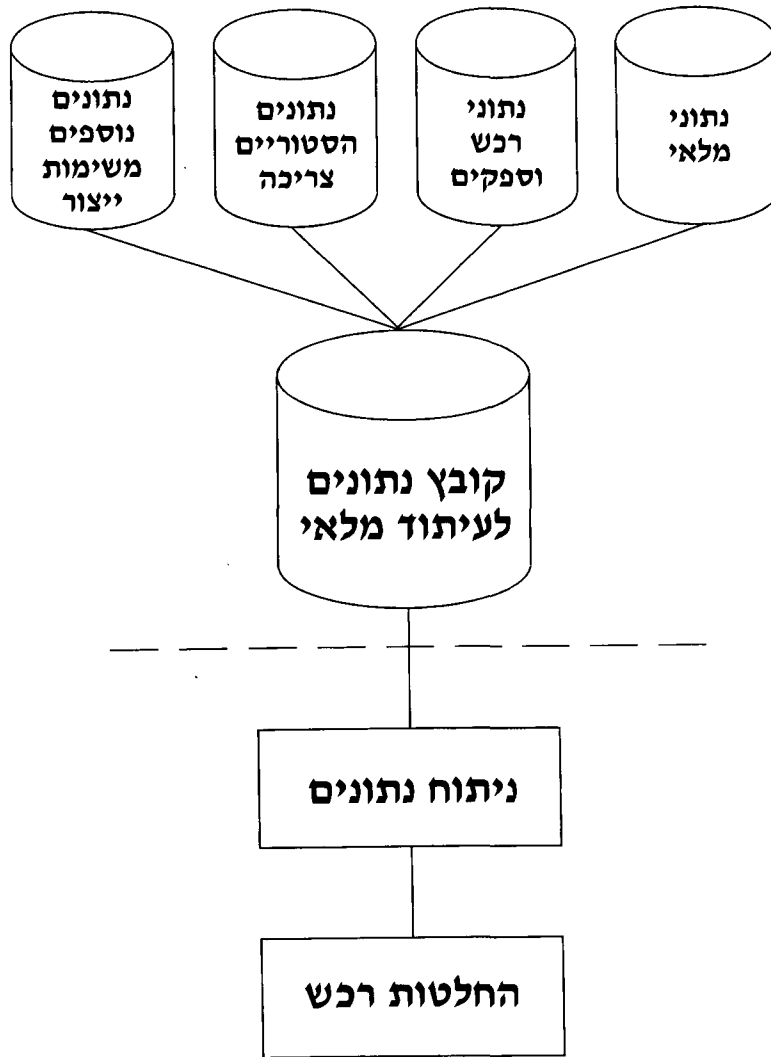 נתוני
מלאי
נתוני
רכש
וספקים
נתונים
הסטוריים
צריכה
נתונים
נוספים
משימות
ייצור
קובץ נתונים
לעיתוד מלאי
ניתוח נתונים
החלטות רכש